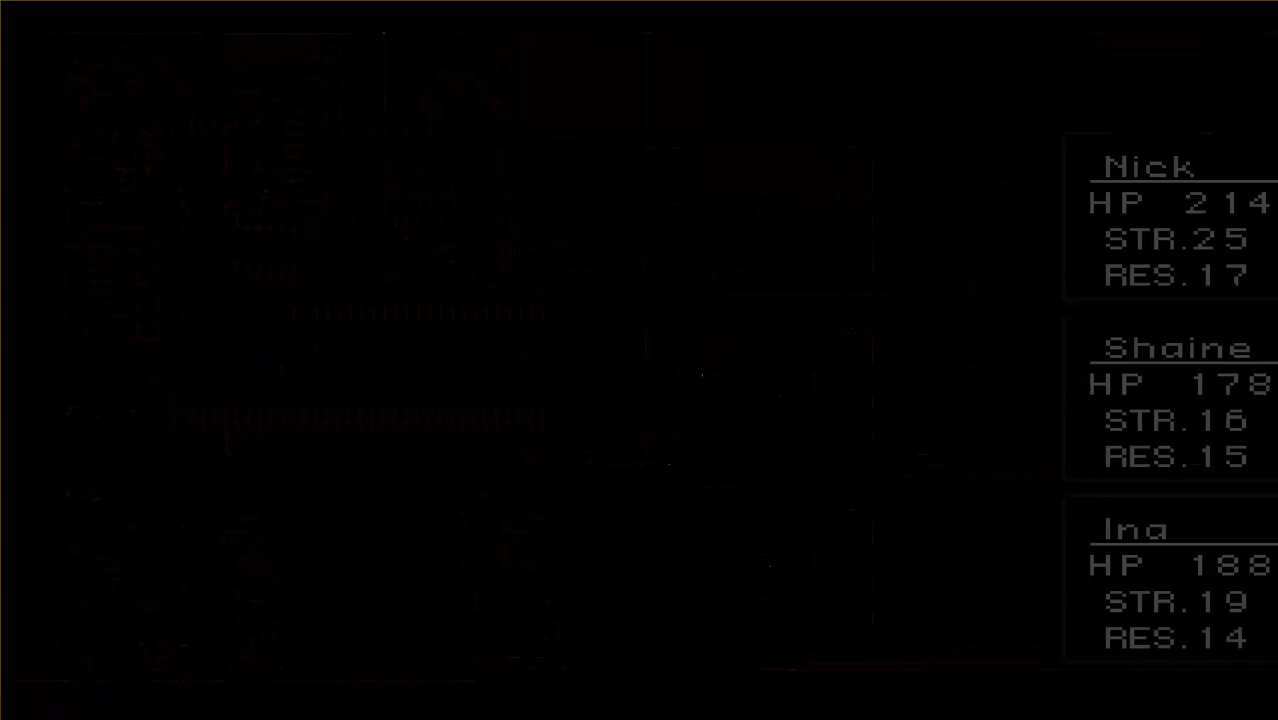 Nick
HP 214
STR.25
RES.17
Shaine
HP 178
STR.16
RES.15
Ina
HP 188
STR.19
RES.14